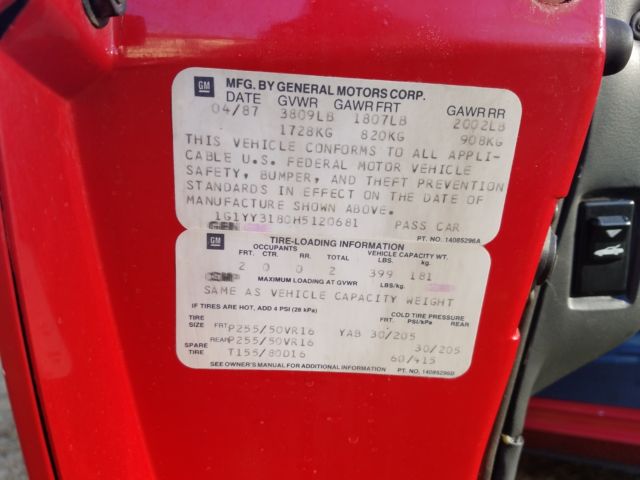 GM MFG. BY GENERAL MOTORS CORP.
DATE GVWR GAWR FRT GAWR RR
04/87 3809LB 1807LB 2002LB
1728KG 820KG 908KG
THIS VEHICLE CONFORMS TO ALL APPLI-
CABLE U.S. FEDERAL MOTOR VEHICLE
SAFETY, BUMPER, AND THEFT PREVENTION
STANDARDS IN EFFECT ON THE DATE OF
MANUFACTURE SHOWN ABOVE.
1G1YY3180H5120681 PASS CAR
PT. NO. 14085296A
GM TIRE-LOADING INFORMATION
OCCUPANTS VEHICLE CAPACITY WT.
FRT. CTR. RR. TOTAL LBS. kg.
2 0 0 2 399 181
MAXIMUM LOADING AT GVWR LBS/kg.
SAME AS VEHICLE CAPACITY WEIGHT
IF TIRES ARE HOT, ADD 4 PSI (28 kPa)
COLD TIRE PRESSURE
TIRE SIZE FRT. PSI/kPa REAR
FRT P255/50VR16 YAB 30/205
REAR P255/50VR16 30/205
SPARE TIRE T155/80D16 60/415
SEE OWNER'S MANUAL FOR ADDITIONAL INFORMATION PT. NO. 14085296B